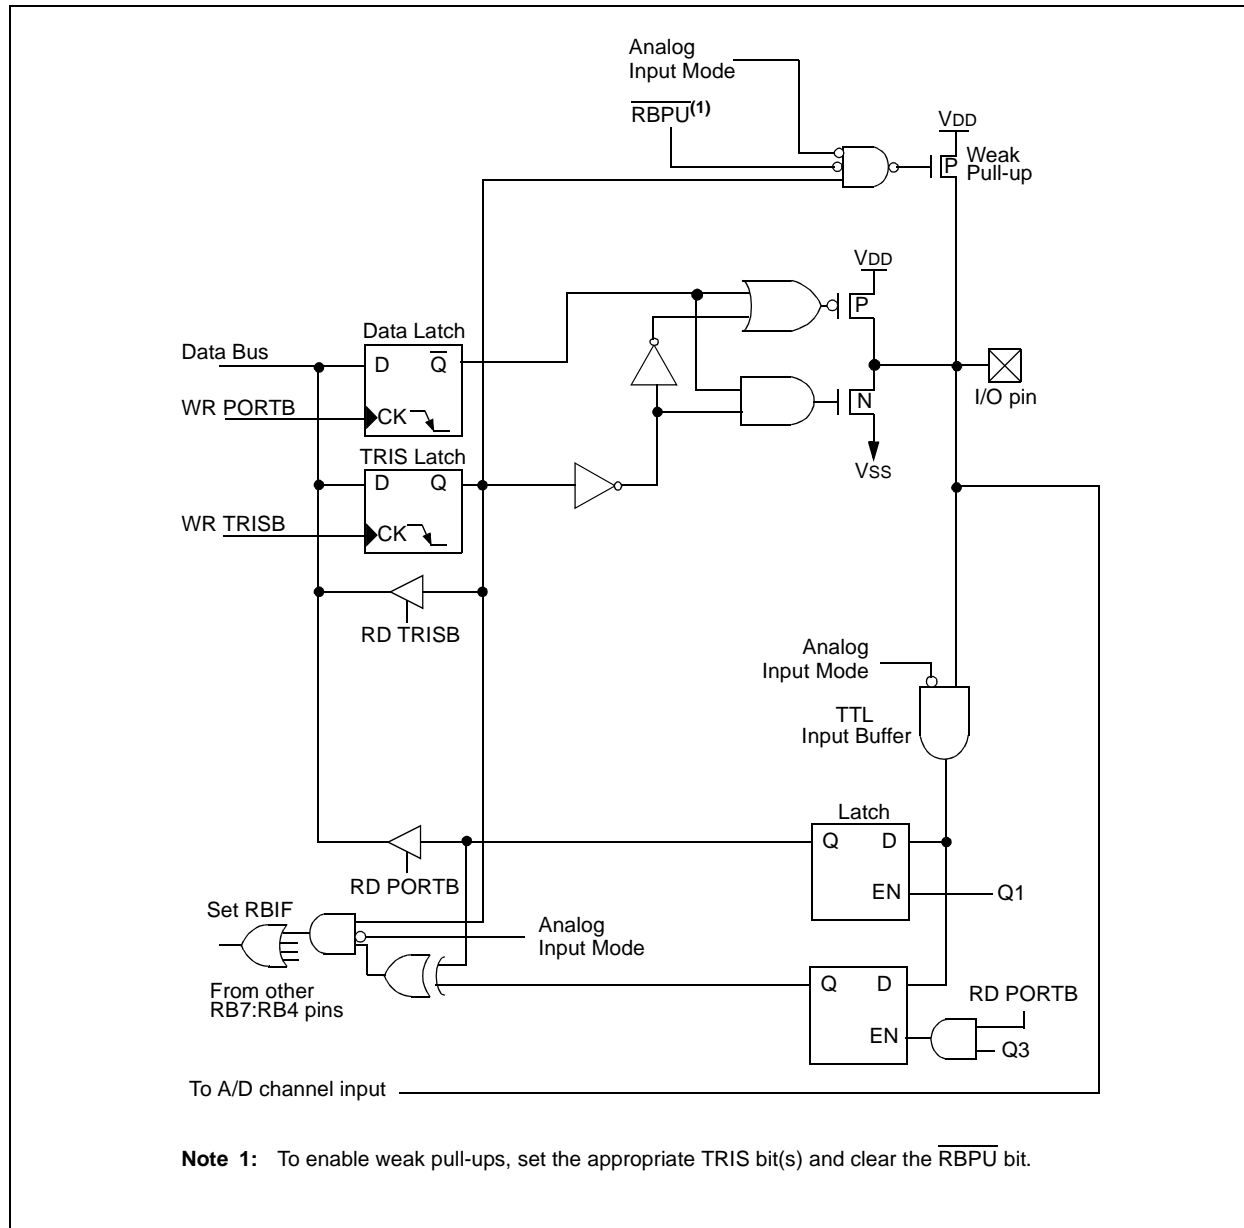 Analog
Input Mode
RBPU(1)
VDD
P Weak
Pull-up
VDD
P
Data Latch
Data Bus
D Q
I/O pin
N
WR PORTB
CK
VSS
TRIS Latch
D Q
WR TRISB
CK
RD TRISB
Analog
Input Mode
TTL
Input Buffer
Latch
Q D
RD PORTB
EN Q1
Set RBIF
Analog
Input Mode
From other
RB7:RB4 pins
Q D
RD PORTB
EN
Q3
To A/D channel input
Note 1: To enable weak pull-ups, set the appropriate TRIS bit(s) and clear the RBPU bit.